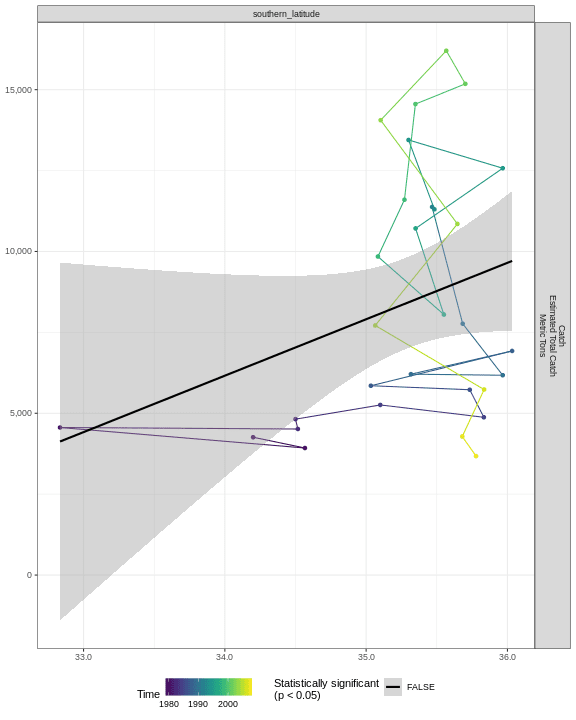 southern_latitude
15,000
10,000
5,000
0
Catch
Estimated Total Catch
Metric Tons
33.0 34.0 35.0 36.0
Time
1980 1990 2000
Statistically significant
(p < 0.05)
FALSE